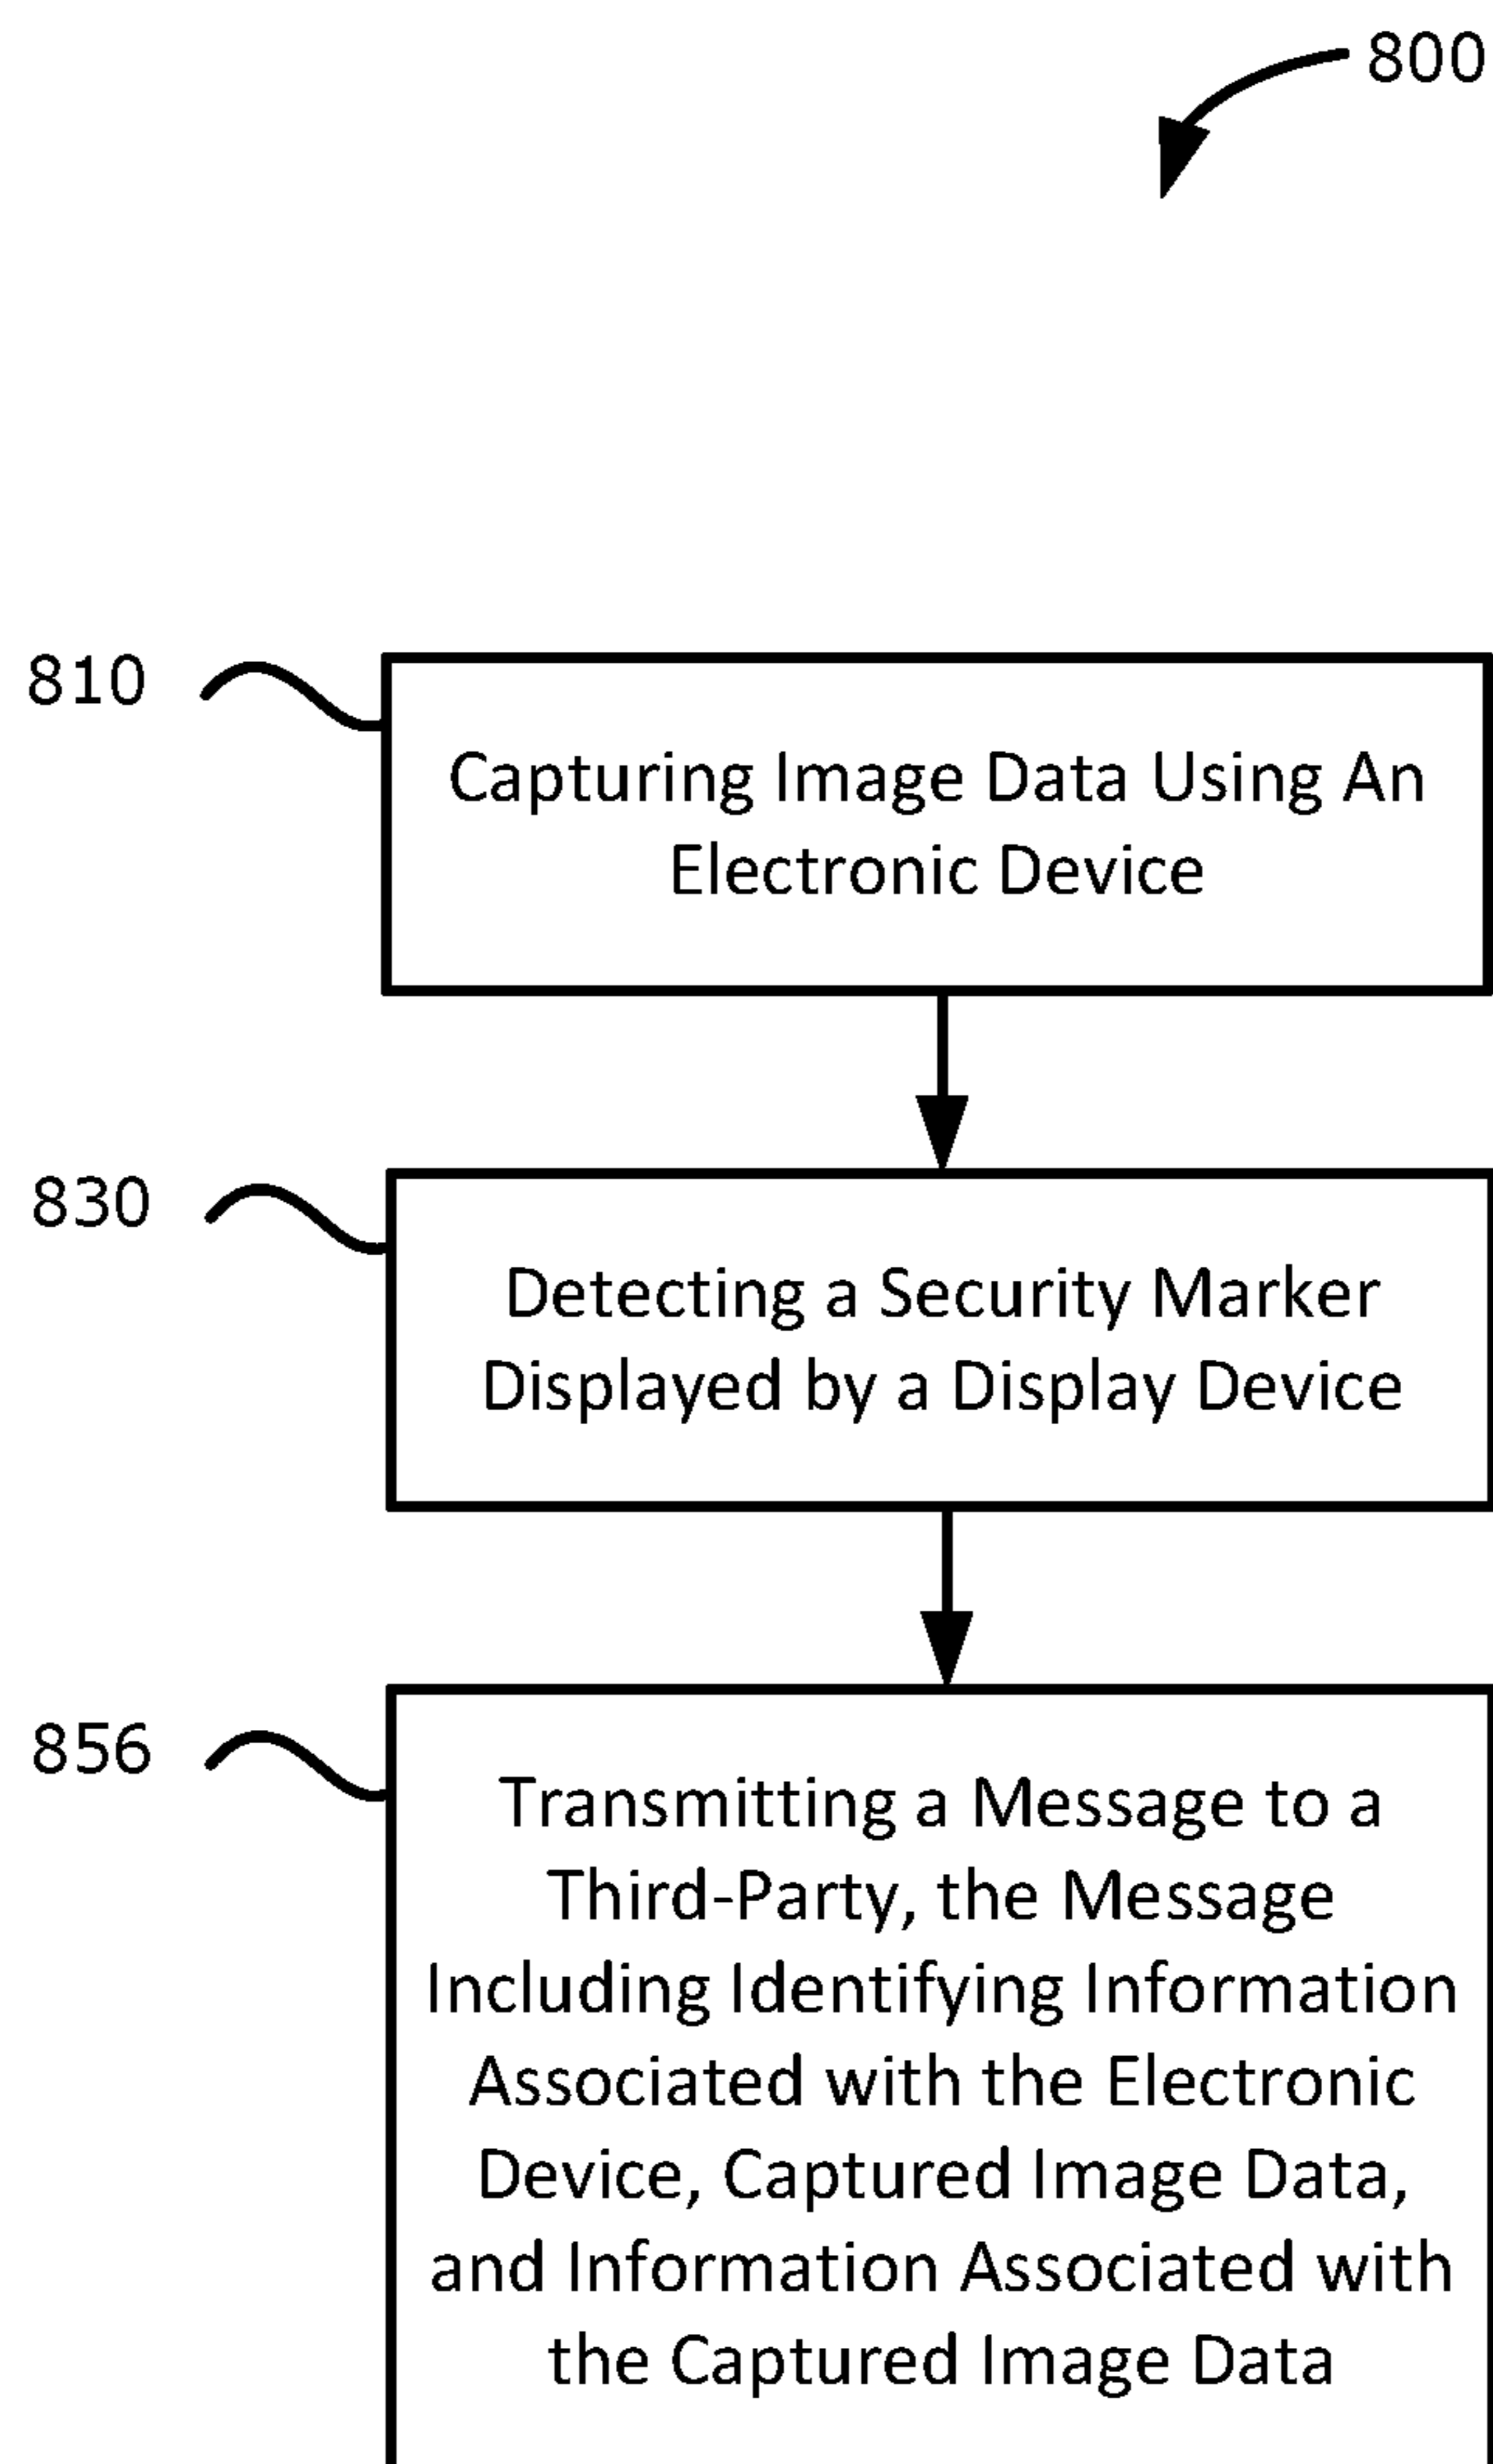 800
810
Capturing Image Data Using An
Electronic Device
830
Detecting a Security Marker
Displayed by a Display Device
856
Transmitting a Message to a
Third-Party, the Message
Including Identifying Information
Associated with the Electronic
Device, Captured Image Data,
and Information Associated with
the Captured Image Data